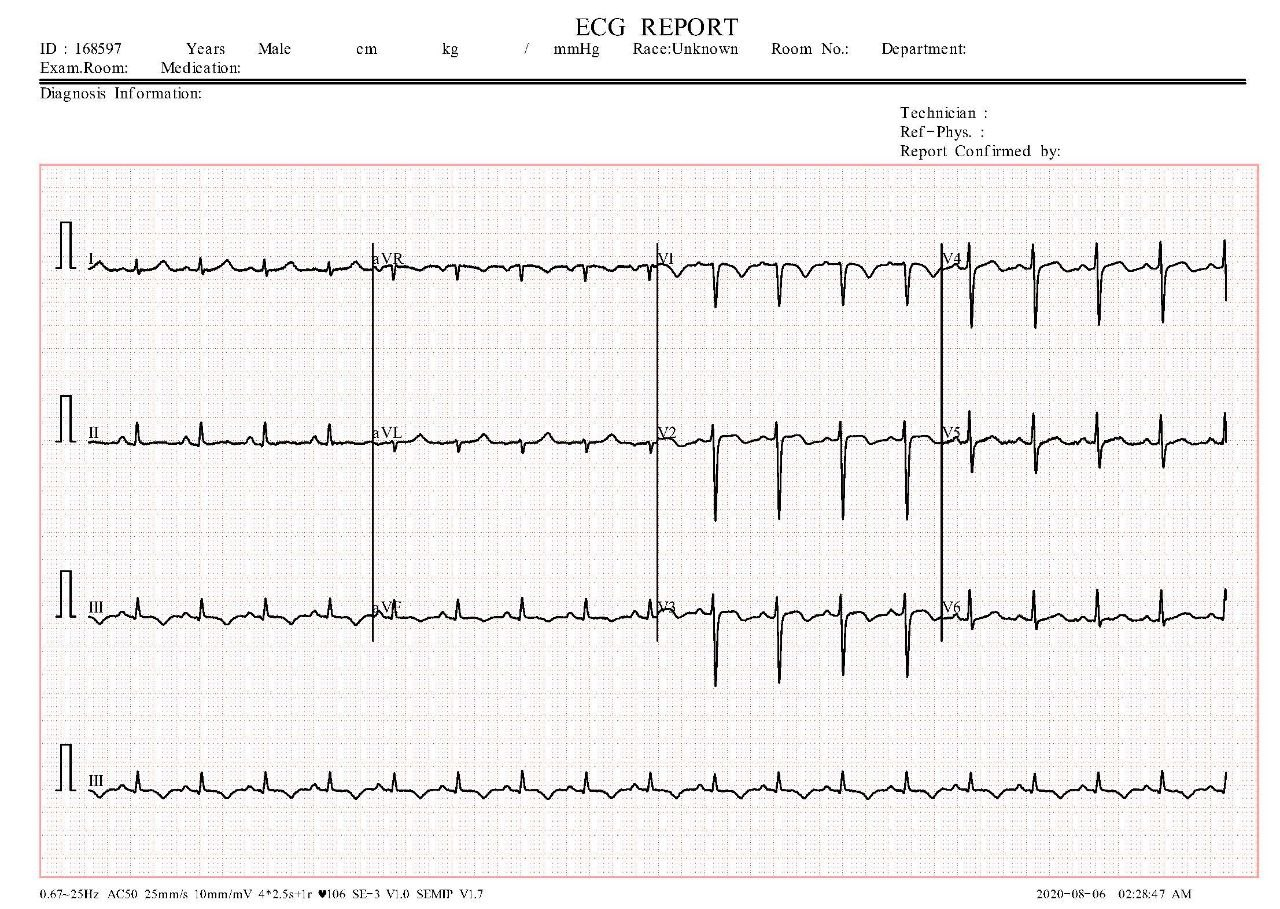 ECG REPORT
ID : 168597 Years Male cm kg / mmHg Race:Unknown Room No.: Department:
Exam.Room: Medication:
Diagnosis Information:
Technician :
Ref-Phys. :
Report Confirmed by:
I aVR V1 V4
II aVL V2 V5
III aVF V3 V6
III
0.67~25Hz AC50 25mm/s 10mm/mV 4*2.5s+1r ♥106 SE-3 V1.0 SEMIP V1.7 2020-08-06 02:28:47 AM